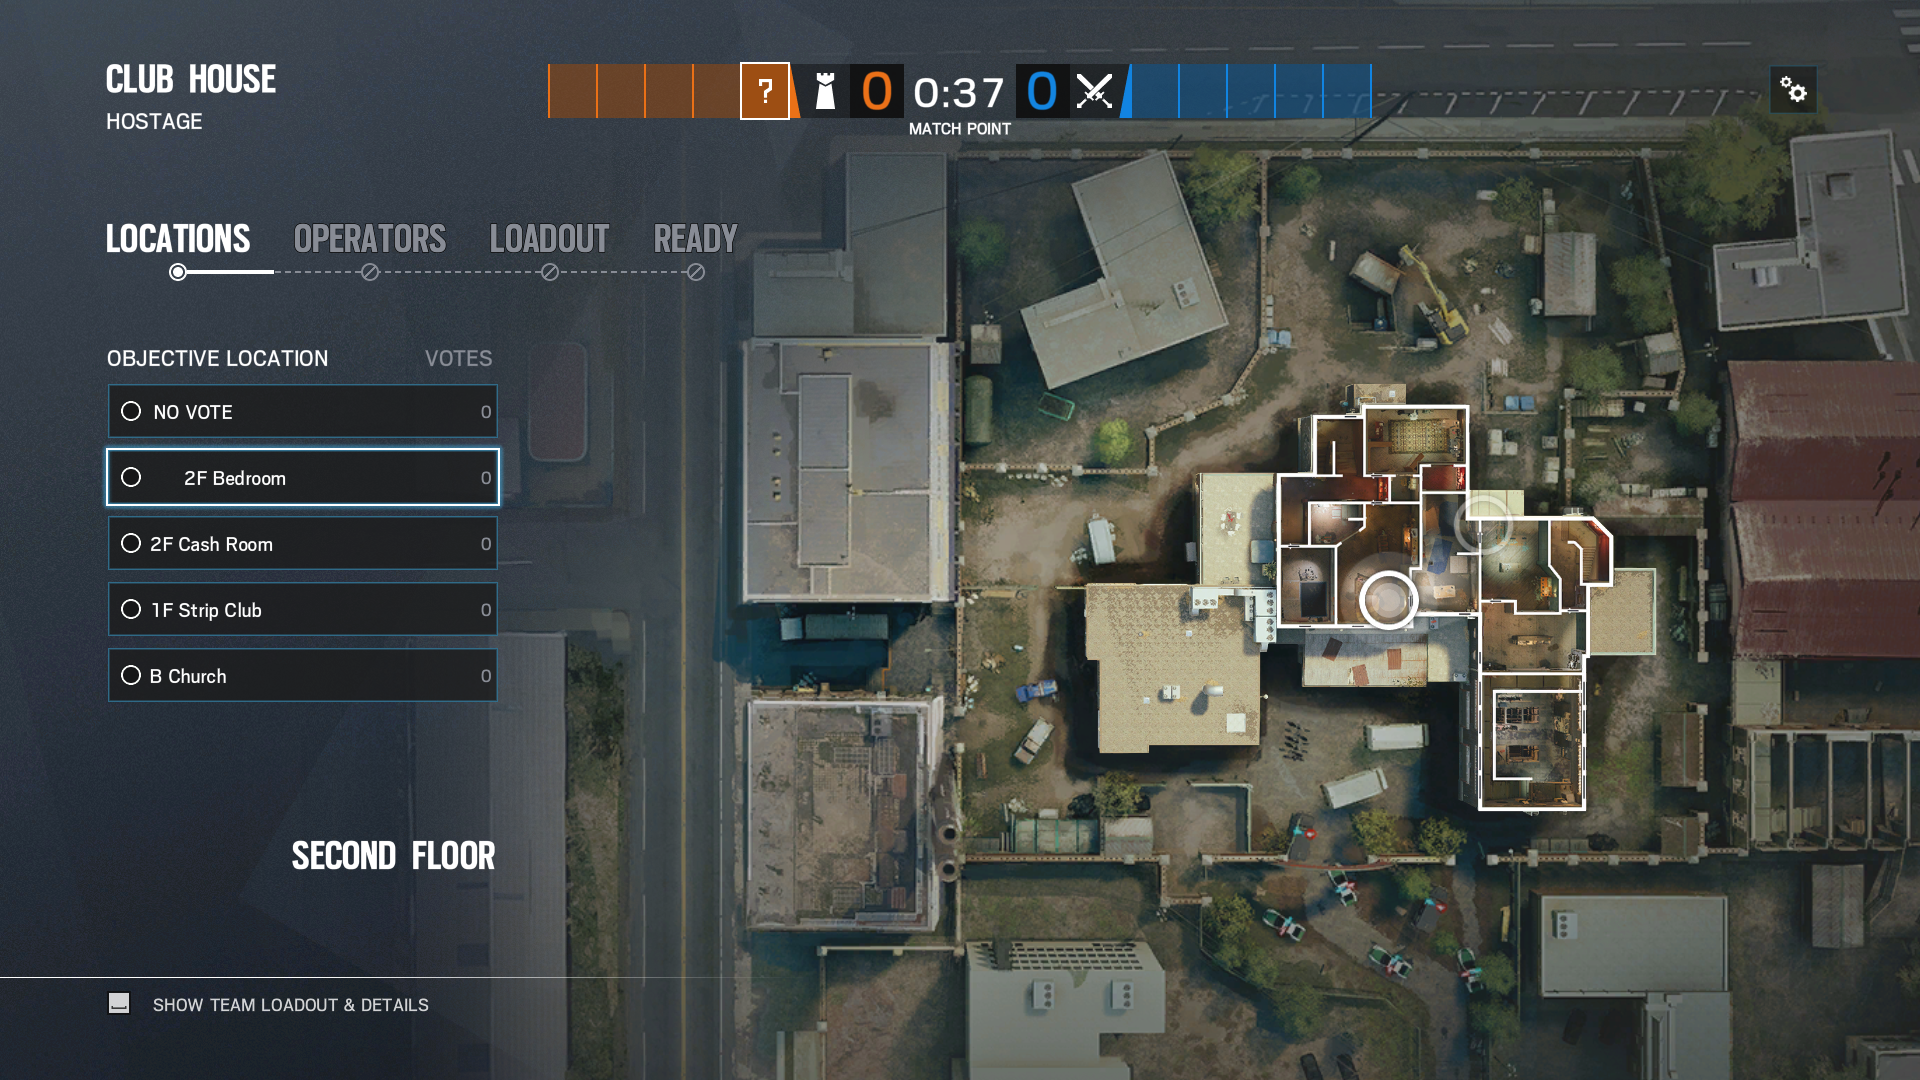 CLUB HOUSE
HOSTAGE
?
0
0:37
0
MATCH POINT
LOCATIONS
OPERATORS
LOADOUT
READY
OBJECTIVE LOCATION
VOTES
NO VOTE 0
2F Bedroom 0
2F Cash Room 0
1F Strip Club 0
B Church 0
SECOND FLOOR
SHOW TEAM LOADOUT & DETAILS